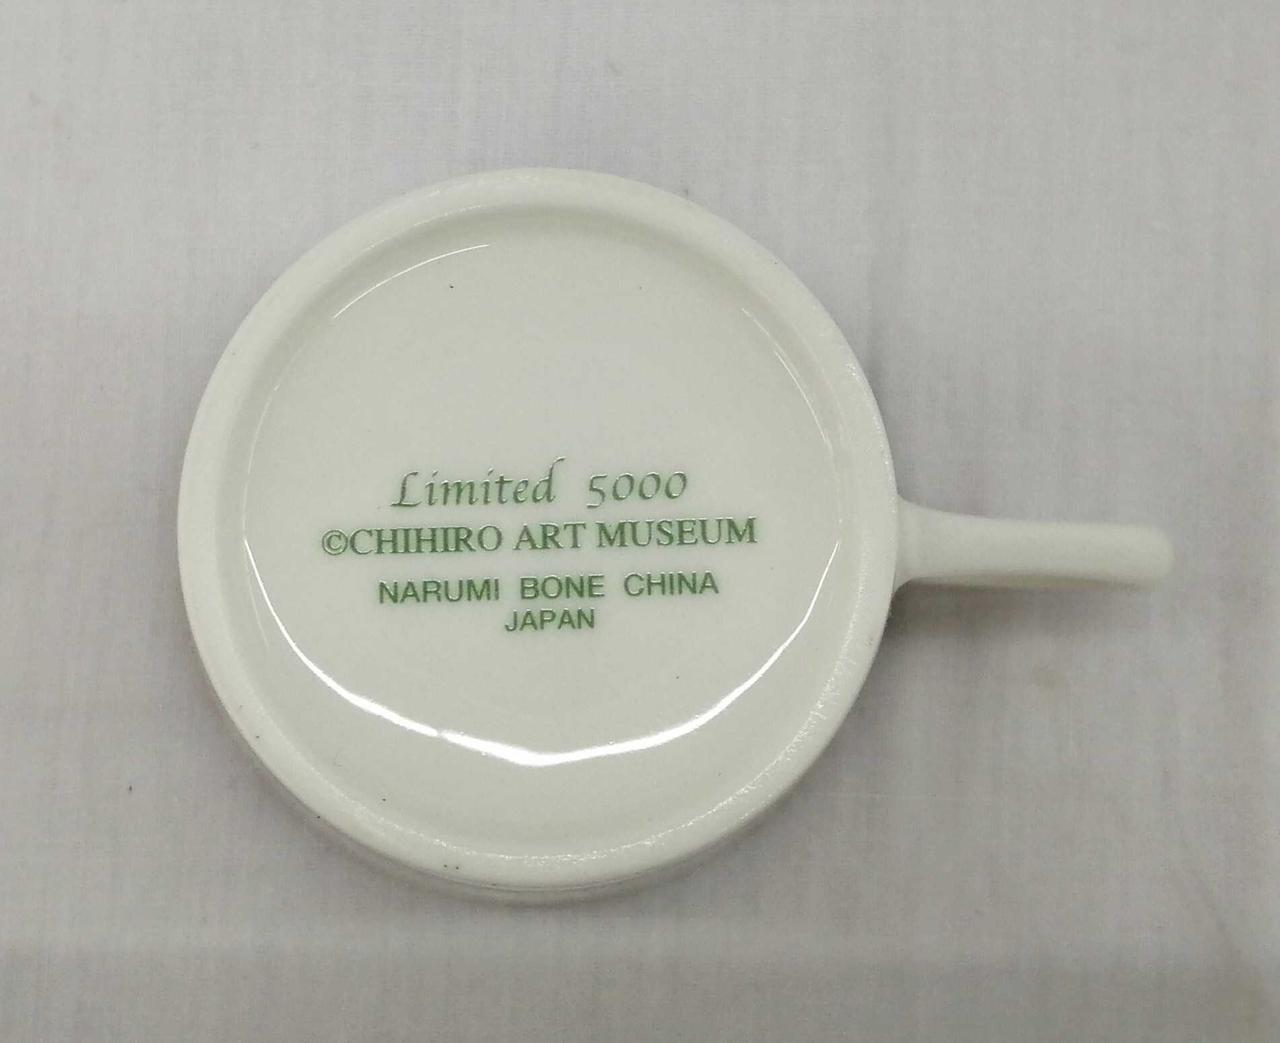 Limited 5000
©CHIHIRO ART MUSEUM
NARUMI BONE CHINA
JAPAN